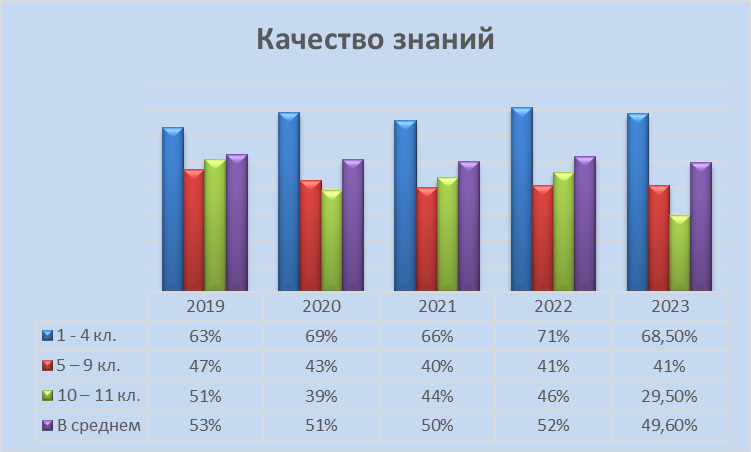 Качество знаний
2019 2020 2021 2022 2023
1 - 4 кл. 63% 69% 66% 71% 68,50%
5 – 9 кл. 47% 43% 40% 41% 41%
10 – 11 кл. 51% 39% 44% 46% 29,50%
В среднем 53% 51% 50% 52% 49,60%